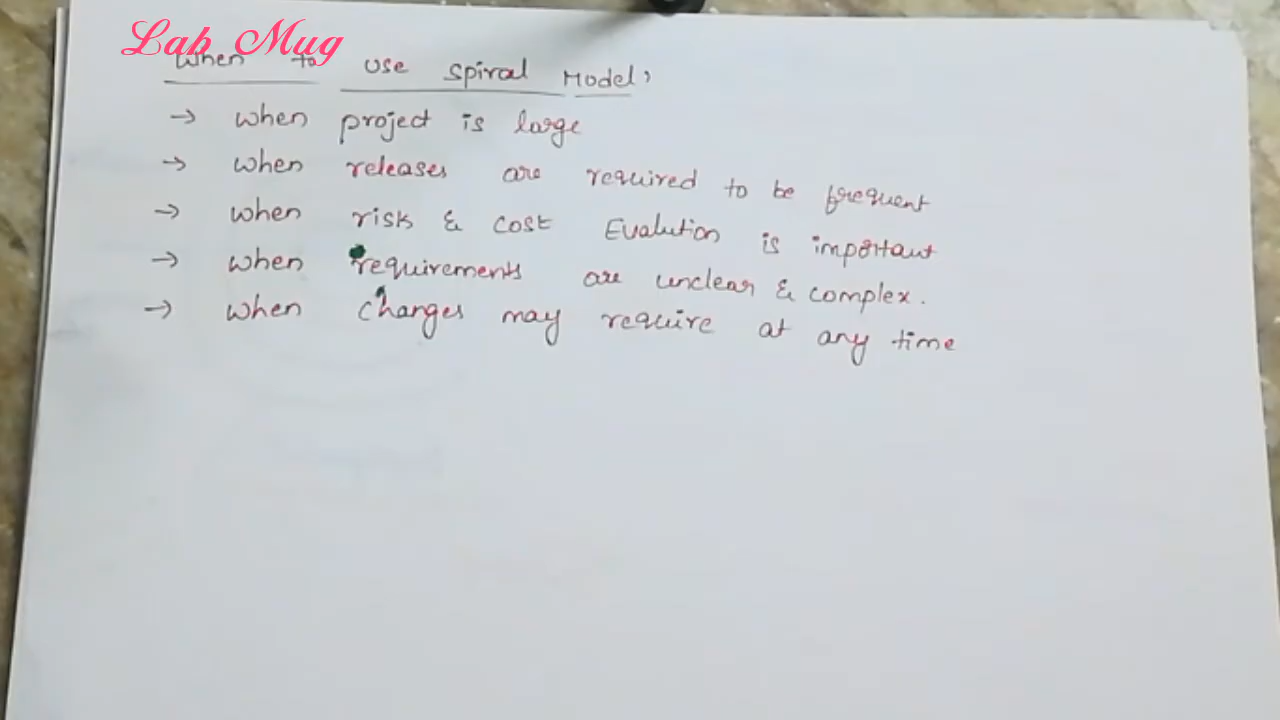 Lab Mug
When to use Spiral Model?
→ when project is large
→ when releases are required to be frequent
→ when risk & cost Evalution is important
→ when requirements are unclear & complex.
→ when changes may require at any time